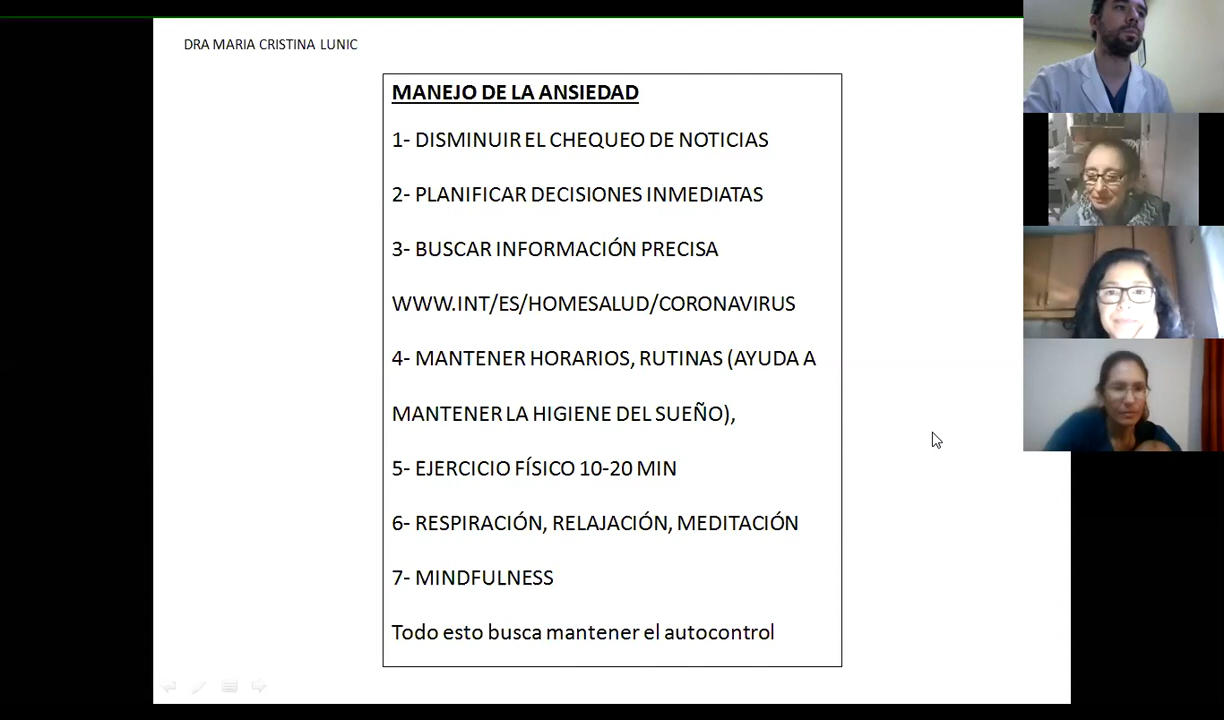 DRA MARIA CRISTINA LUNIC
MANEJO DE LA ANSIEDAD
1- DISMINUIR EL CHEQUEO DE NOTICIAS
2- PLANIFICAR DECISIONES INMEDIATAS
3- BUSCAR INFORMACIÓN PRECISA
WWW.INT/ES/HOMESALUD/CORONAVIRUS
4- MANTENER HORARIOS, RUTINAS (AYUDA A
MANTENER LA HIGIENE DEL SUEÑO),
5- EJERCICIO FÍSICO 10-20 MIN
6- RESPIRACIÓN, RELAJACIÓN, MEDITACIÓN
7- MINDFULNESS
Todo esto busca mantener el autocontrol